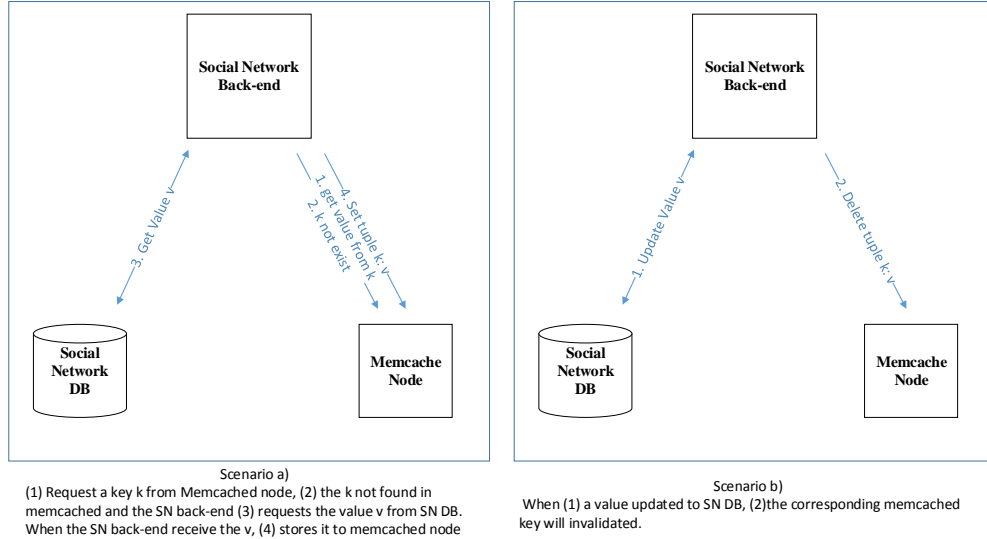 Social Network
Back-end
3. Get Value v
1. get value from k
2. k not exist
4. Set tuple k: v
Social
Network
DB
Memcache
Node
Scenario a)
(1) Request a key k from Memcached node, (2) the k not found in
memcached and the SN back-end (3) requests the value v from SN DB.
When the SN back-end receive the v, (4) stores it to memcached node
Social Network
Back-end
1. Update Value v
2. Delete tuple k: v
Social
Network
DB
Memcache
Node
Scenario b)
When (1) a value updated to SN DB, (2)the corresponding memcached
key will invalidated.